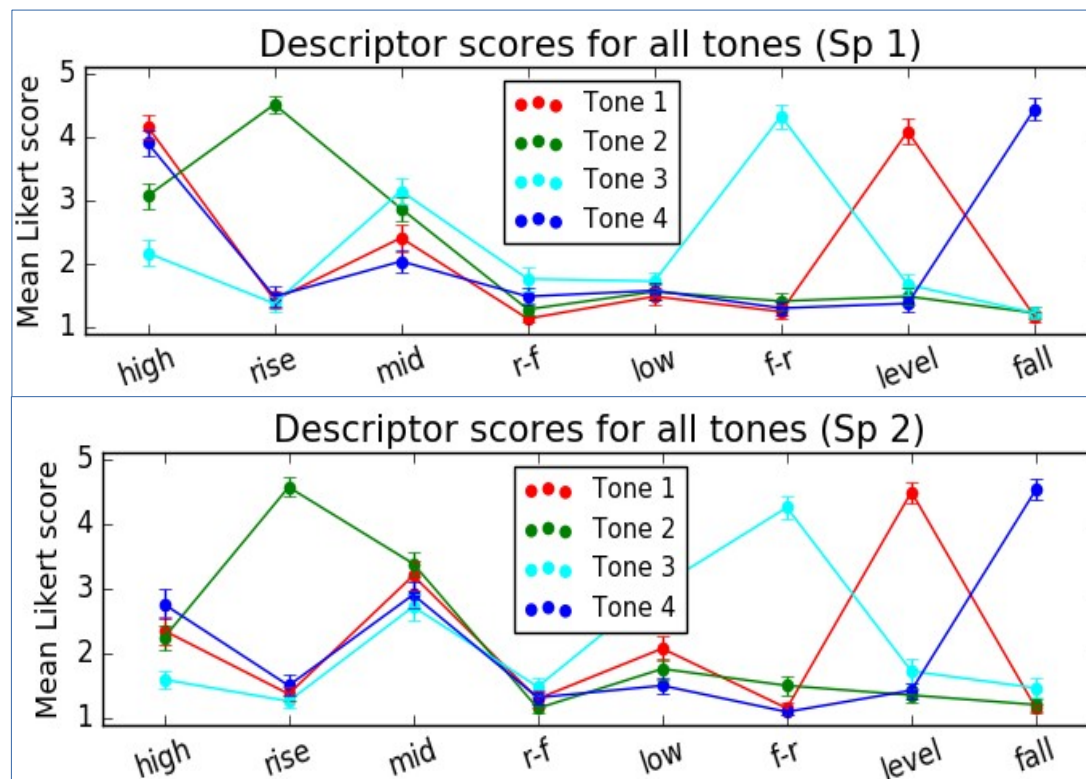 Descriptor scores for all tones (Sp 1)
5
4
3
2
1
Mean Likert score
Tone 1
Tone 2
Tone 3
Tone 4
high rise mid r-f low f-r level fall
Descriptor scores for all tones (Sp 2)
5
4
3
2
1
Mean Likert score
Tone 1
Tone 2
Tone 3
Tone 4
high rise mid r-f low f-r level fall